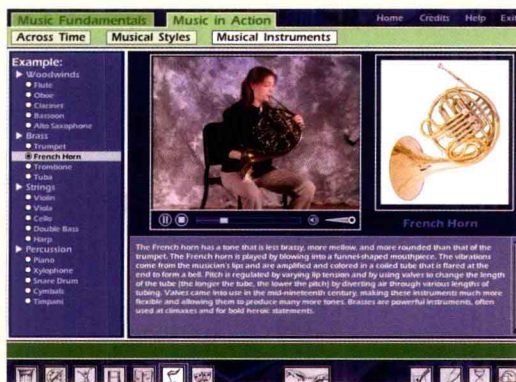 Music Fundamentals
Music in Action
Home Credits Help Exit
Across Time
Musical Styles
Musical Instruments
Example:
Woodwinds
Flute
Oboe
Clarinet
Bassoon
Alto Saxophone
Brass
Trumpet
French Horn
Trombone
Tuba
Strings
Violin
Viola
Cello
Double Bass
Harp
Percussion
Piano
Xylophone
Snare Drum
Cymbals
Timpani
French Horn
The French horn has a tone that is less brassy, more mellow, and more rounded than that of the
trumpet. The French horn is played by blowing into a funnel-shaped mouthpiece. The vibrations
come from the musician's lips and are amplified and colored in a coiled tube that is flared at the
end to form a bell. Pitch is regulated by varying lip tension and by using valves to change the length
of the tube (the longer the tube, the lower the pitch) by diverting air through various lengths of
tubing. Valves came into use in the mid-nineteenth century, making these instruments much more
flexible and allowing them to produce many more tones. Brasses are powerful instruments, often
used at climaxes and for bold heroic statements.